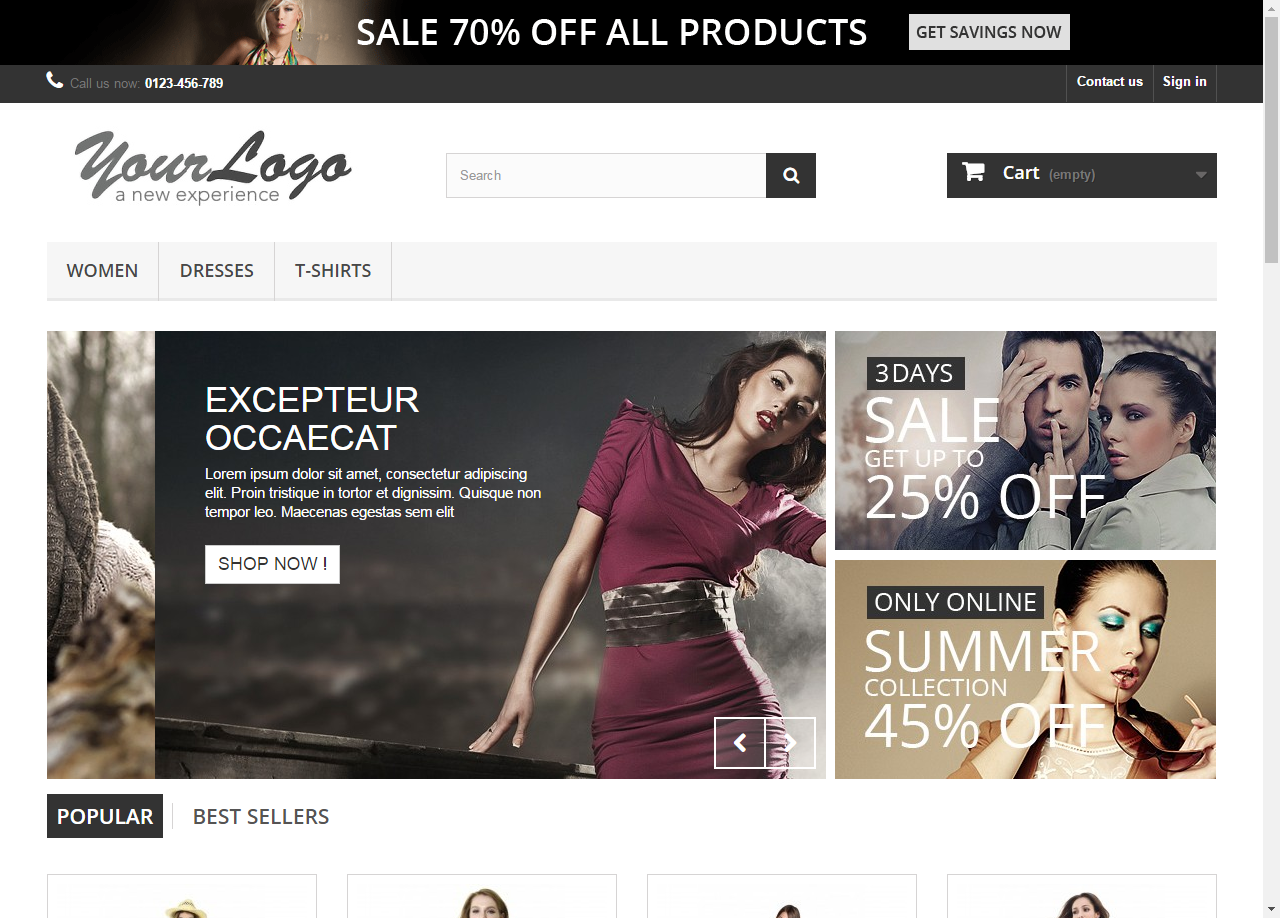 SALE 70% OFF ALL PRODUCTS
GET SAVINGS NOW
Call us now: 0123-456-789
Contact us
Sign in
Your Logo
a new experience
Search
Cart (empty)
WOMEN
DRESSES
T-SHIRTS
EXCEPTEUR
OCCAECAT
Lorem ipsum dolor sit amet, consectetur adipiscing
elit. Proin tristique in tortor et dignissim. Quisque non
tempor leo. Maecenas egestas sem elit
SHOP NOW !
3 DAYS
SALE
GET UP TO
25% OFF
ONLY ONLINE
SUMMER
COLLECTION
45% OFF
POPULAR
BEST SELLERS